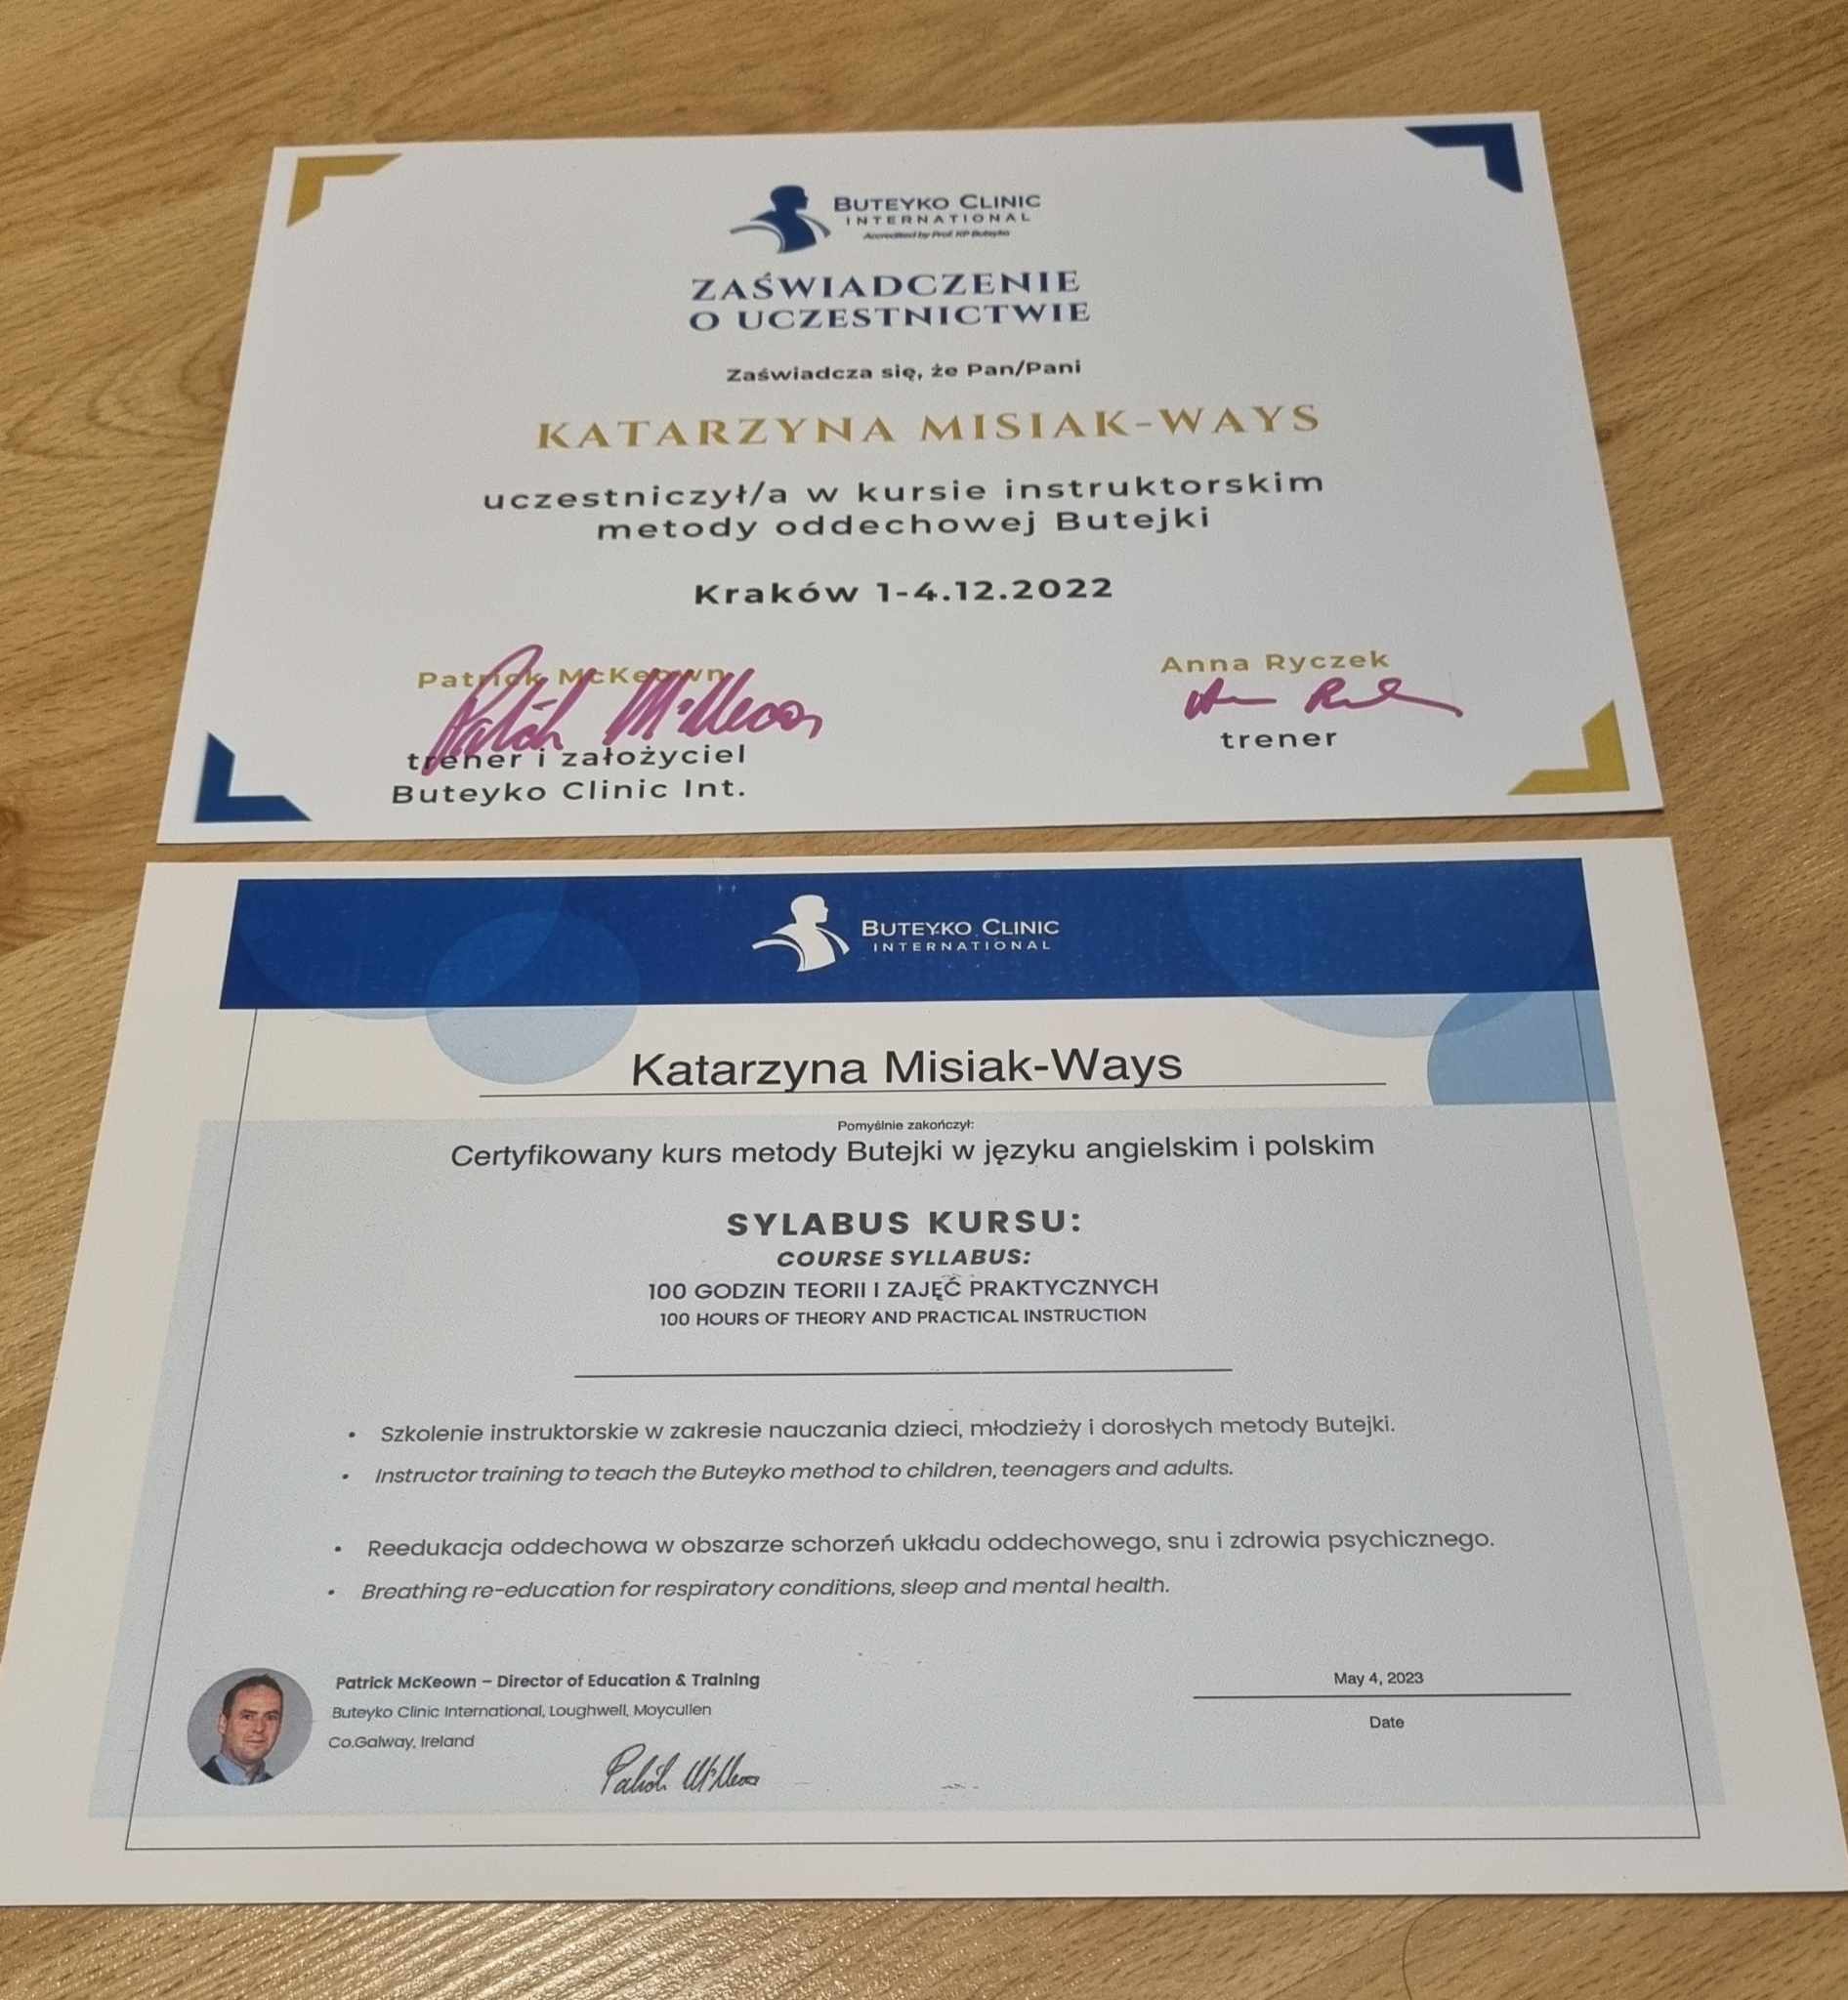 BUTEYKO CLINIC
INTERNATIONAL
Accredited by Prof. KP Buteyko
ZAŚWIADCZENIE
O UCZESTNICTWIE
Zaświadcza się, że Pan/Pani
KATARZYNA MISIAK-WAYS
uczestniczył/a w kursie instruktorskim
metody oddechowej Butejki
Kraków 1-4.12.2022
Patrick McKeown
Patrick McKeown
trener i założyciel
Buteyko Clinic Int.
Anna Ryczek
trener
BUTEYKO CLINIC
INTERNATIONAL
Katarzyna Misiak-Ways
Pomyślnie zakończył:
Certyfikowany kurs metody Butejki w języku angielskim i polskim
SYLABUS KURSU:
COURSE SYLLABUS:
100 GODZIN TEORII I ZAJĘĆ PRAKTYCZNYCH
100 HOURS OF THEORY AND PRACTICAL INSTRUCTION
• Szkolenie instruktorskie w zakresie nauczania dzieci, młodzieży i dorosłych metody Butejki.
• Instructor training to teach the Buteyko method to children, teenagers and adults.
• Reedukacja oddechowa w obszarze schorzeń układu oddechowego, snu i zdrowia psychicznego.
• Breathing re-education for respiratory conditions, sleep and mental health.
Patrick McKeown – Director of Education & Training
Buteyko Clinic International, Loughwell, Moycullen
Co.Galway, Ireland
Patrick McKeown
May 4, 2023
Date